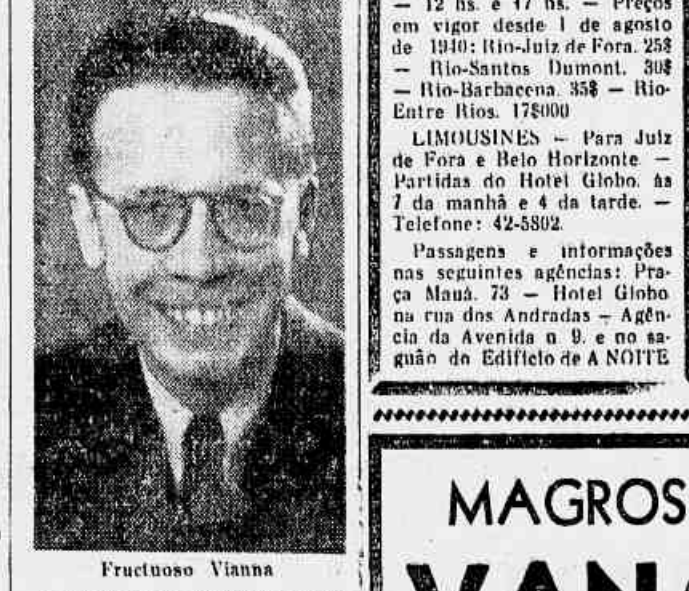 Fructuoso Vianna
— 12 hs. e 17 hs. — Preços
em vigor desde 1 de agosto
de 1940: Rio-Juiz de Fora. 25$
— Rio-Santos Dumont. 30$
— Rio-Barbacena. 35$ — Rio-
Entre Rios. 17$000
LIMOUSINES — Para Juiz
de Fora e Belo Horizonte —
Partidas do Hotel Globo. às
7 da manhã e 4 da tarde. —
Telefone: 42-5802.
Passagens e informações
nas seguintes agências: Pra-
ça Mauá. 73 — Hotel Globo
na rua dos Andradas — Agên-
cia da Avenida n 9. e no sa-
guão do Edifício de A NOITE
MAGROS